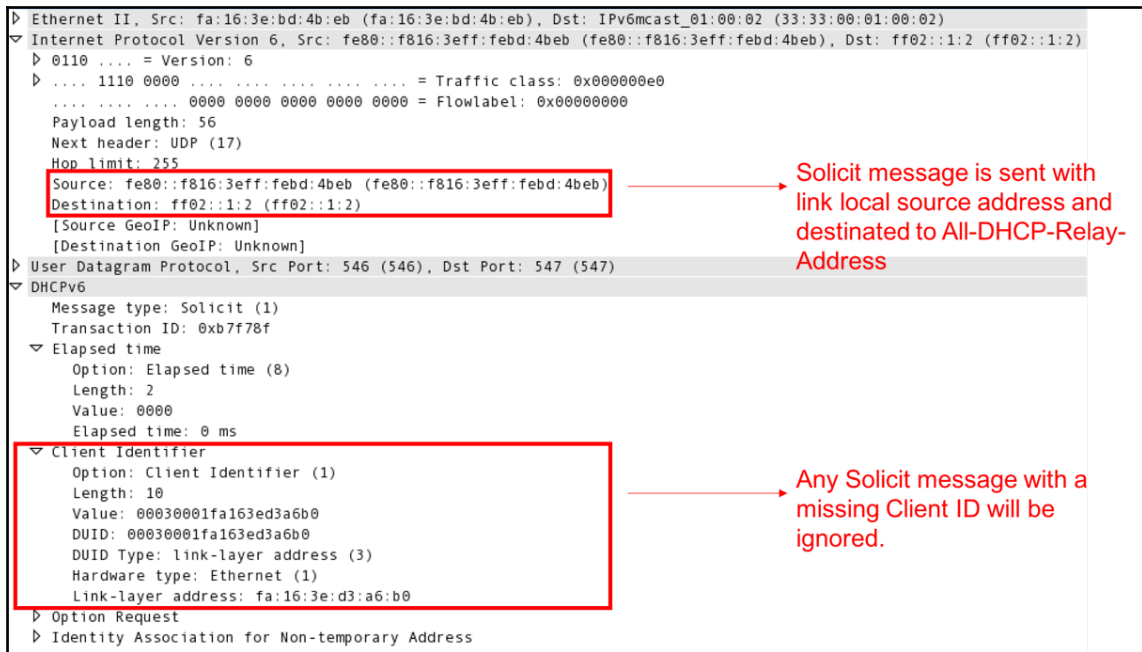 Ethernet II, Src: fa:16:3e:bd:4b:eb (fa:16:3e:bd:4b:eb), Dst: IPv6mcast_01:00:02 (33:33:00:01:00:02)
Internet Protocol Version 6, Src: fe80::f816:3eff:febd:4beb (fe80::f816:3eff:febd:4beb), Dst: ff02::1:2 (ff02::1:2)
0110 .... = Version: 6
.... 1110 0000 .... .... .... .... .... = Traffic class: 0x000000e0
.... .... .... 0000 0000 0000 0000 0000 = Flowlabel: 0x00000000
Payload length: 56
Next header: UDP (17)
Hop limit: 255
Source: fe80::f816:3eff:febd:4beb (fe80::f816:3eff:febd:4beb)
Destination: ff02::1:2 (ff02::1:2)
[Source GeoIP: Unknown]
[Destination GeoIP: Unknown]
Solicit message is sent with
link local source address and
destinated to All-DHCP-Relay-
Address
User Datagram Protocol, Src Port: 546 (546), Dst Port: 547 (547)
DHCPv6
Message type: Solicit (1)
Transaction ID: 0xb7f78f
Elapsed time
Option: Elapsed time (8)
Length: 2
Value: 0000
Elapsed time: 0 ms
Client Identifier
Option: Client Identifier (1)
Length: 10
Value: 00030001fa163ed3a6b0
DUID: 00030001fa163ed3a6b0
DUID Type: link-layer address (3)
Hardware type: Ethernet (1)
Link-layer address: fa:16:3e:d3:a6:b0
Any Solicit message with a
missing Client ID will be
ignored.
Option Request
Identity Association for Non-temporary Address